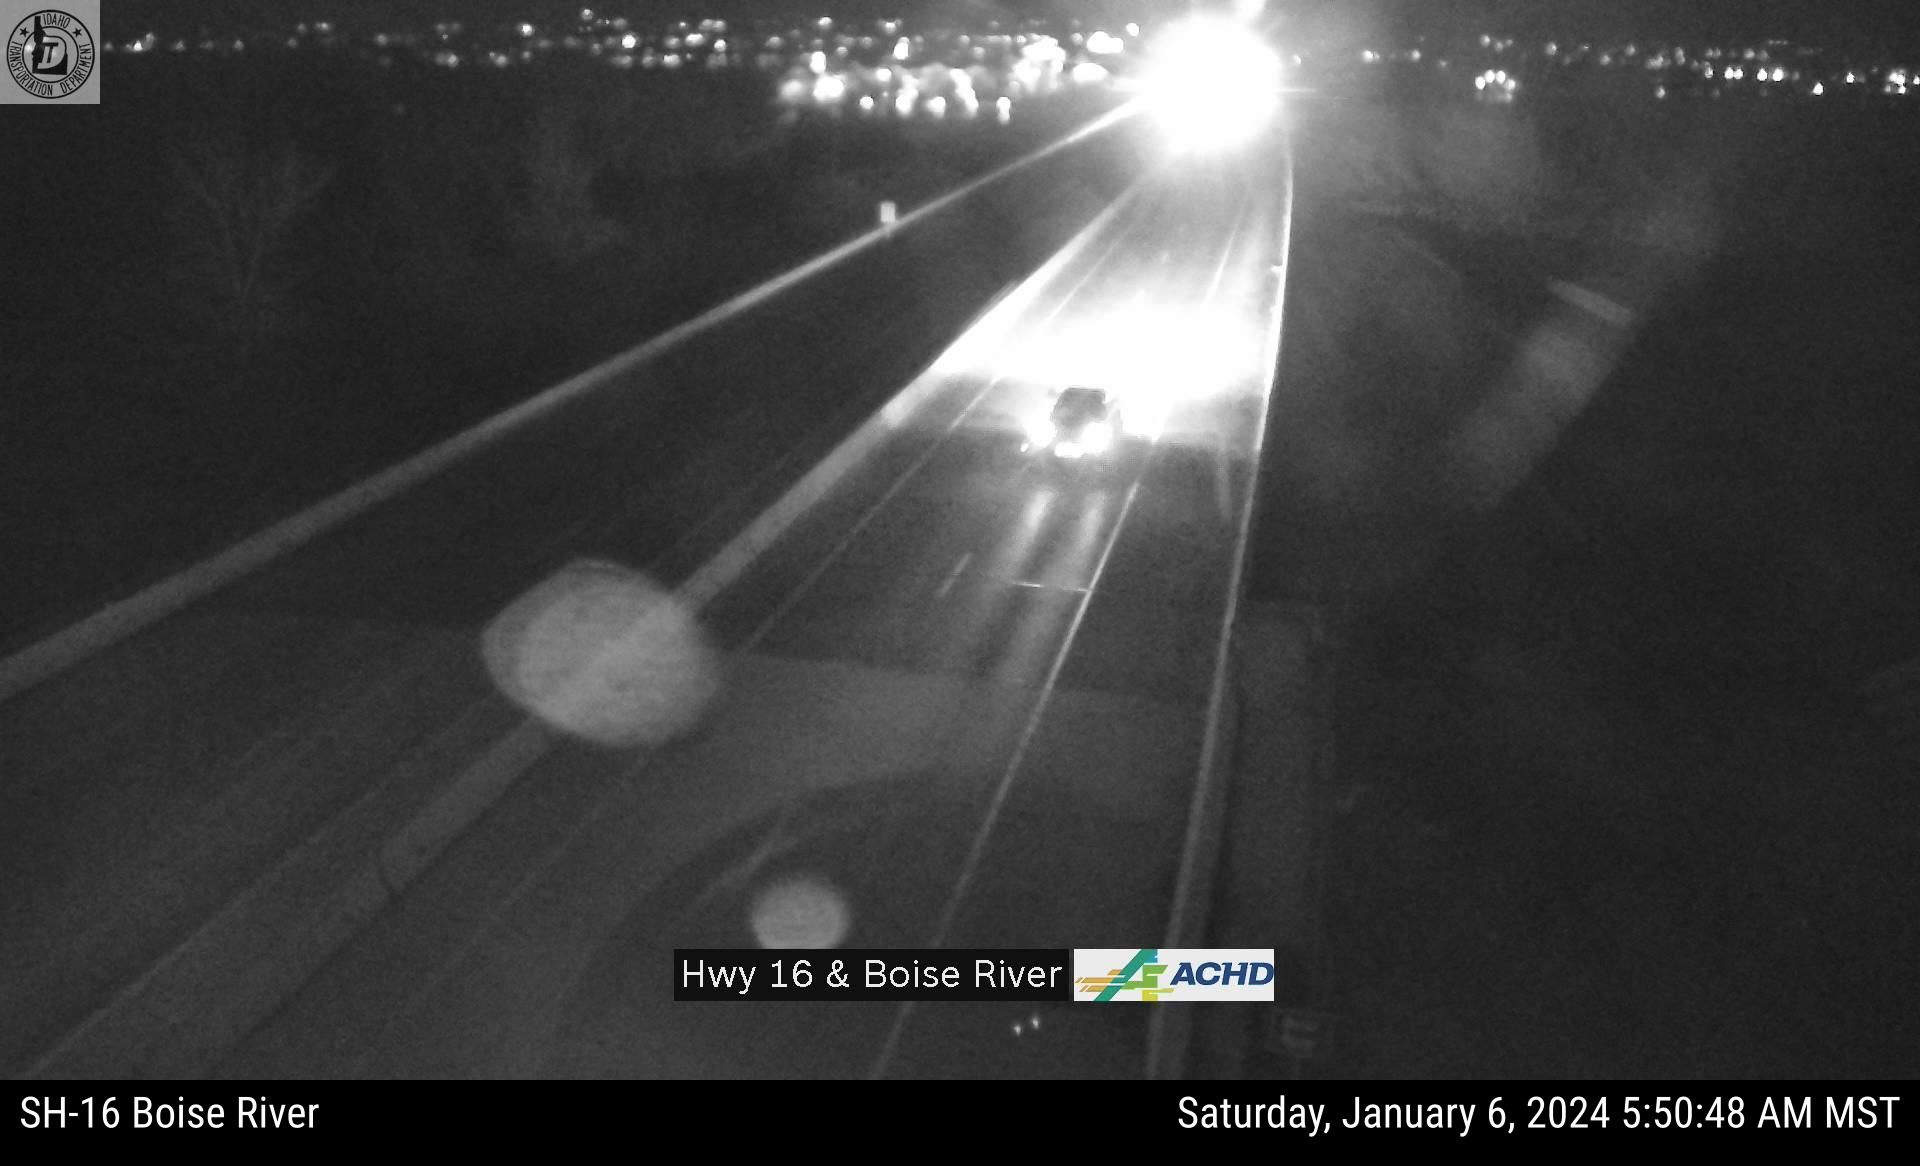 IDAHO
TRANSPORTATION DEPARTMENT
Hwy 16 & Boise River
ACHD
SH-16 Boise River
Saturday, January 6, 2024 5:50:48 AM MST